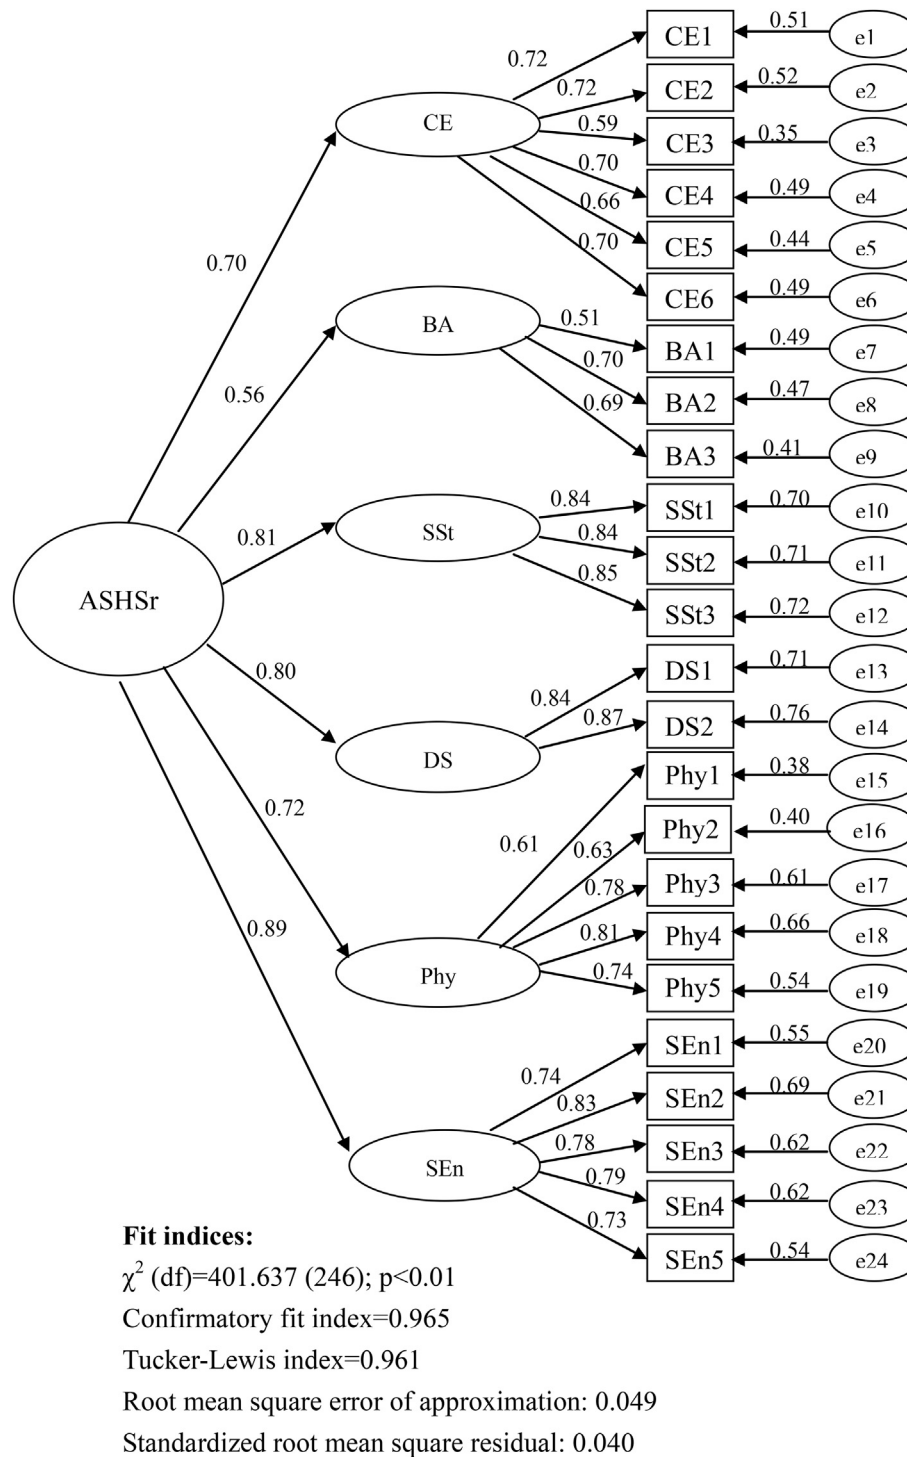 CE1
0.51
e1
0.72
CE2
0.52
e2
0.72
CE
CE3
0.35
e3
0.59
CE4
0.49
e4
0.70
CE5
0.44
e5
0.66
CE6
0.49
e6
0.70
0.70
BA
0.51
BA1
0.49
e7
0.70
BA2
0.47
e8
0.69
BA3
0.41
e9
0.56
SSt
0.84
SSt1
0.70
e10
0.84
SSt2
0.71
e11
0.85
SSt3
0.72
e12
0.81
ASHSr
DS1
0.71
e13
0.84
0.80
DS2
0.76
e14
0.87
DS
Phy1
0.38
e15
0.61
0.72
Phy2
0.40
e16
0.63
Phy3
0.61
e17
0.78
Phy4
0.66
e18
0.81
Phy
Phy5
0.54
e19
0.74
0.89
SEn1
0.55
e20
0.74
SEn2
0.69
e21
0.83
SEn3
0.62
e22
0.78
SEn
SEn4
0.62
e23
0.79
SEn5
0.54
e24
0.73
Fit indices:
χ² (df)=401.637 (246); p<0.01
Confirmatory fit index=0.965
Tucker-Lewis index=0.961
Root mean square error of approximation: 0.049
Standardized root mean square residual: 0.040